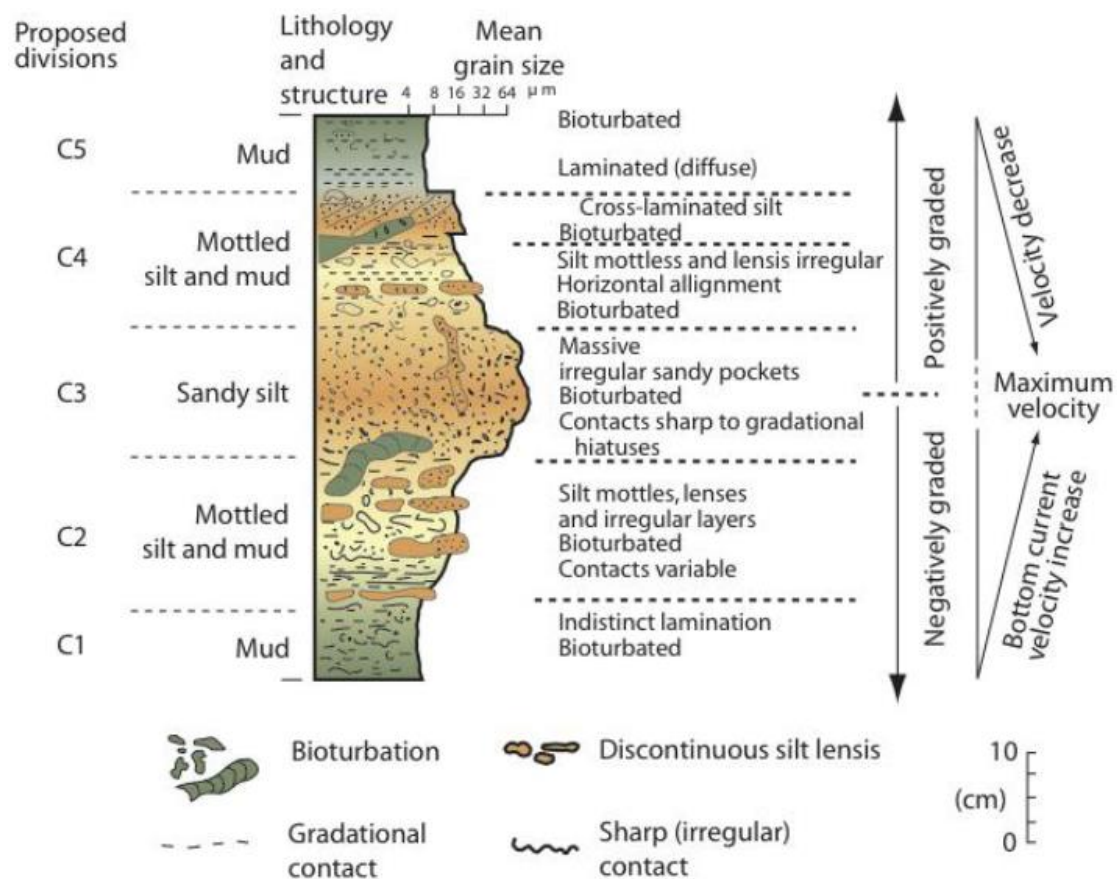 Proposed
divisions
Lithology
and
structure
Mean
grain size
4 8 16 32 64 μm
C5
Mud
Bioturbated
Laminated (diffuse)
C4
Mottled
silt and mud
Cross-laminated silt
Bioturbated
Silt mottless and lensis irregular
Horizontal allignment
Bioturbated
C3
Sandy silt
Massive
irregular sandy pockets
Bioturbated
Contacts sharp to gradational
hiatuses
C2
Mottled
silt and mud
Silt mottles, lenses
and irregular layers
Bioturbated
Contacts variable
C1
Mud
Indistinct lamination
Bioturbated
Positively graded
Negatively graded
Velocity decrease
Maximum
velocity
Bottom current
velocity increase
Bioturbation
Discontinuous silt lensis
Gradational
contact
Sharp (irregular)
contact
10
(cm)
0